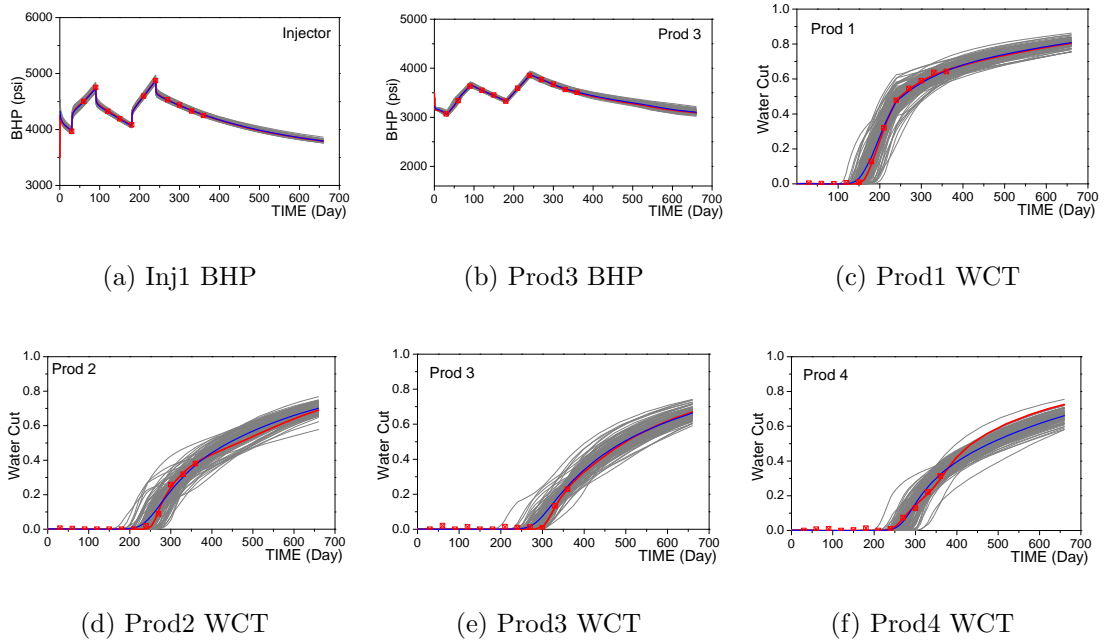 6000
5000
4000
3000
BHP (psi)
Injector
0 100 200 300 400 500 600 700
TIME (Day)
(a) Inj1 BHP
5000
4000
3000
2000
BHP (psi)
Prod 3
0 100 200 300 400 500 600 700
TIME (Day)
(b) Prod3 BHP
1.0
0.8
0.6
0.4
0.2
0.0
Water Cut
Prod 1
100 200 300 400 500 600 700
TIME (Day)
(c) Prod1 WCT
1.0
0.8
0.6
0.4
0.2
0.0
Water Cut
Prod 2
0 100 200 300 400 500 600 700
TIME (Day)
(d) Prod2 WCT
1.0
0.8
0.6
0.4
0.2
0.0
Water Cut
Prod 3
0 100 200 300 400 500 600 700
TIME (Day)
(e) Prod3 WCT
1.0
0.8
0.6
0.4
0.2
0.0
Water Cut
Prod 4
0 100 200 300 400 500 600 700
TIME (Day)
(f) Prod4 WCT